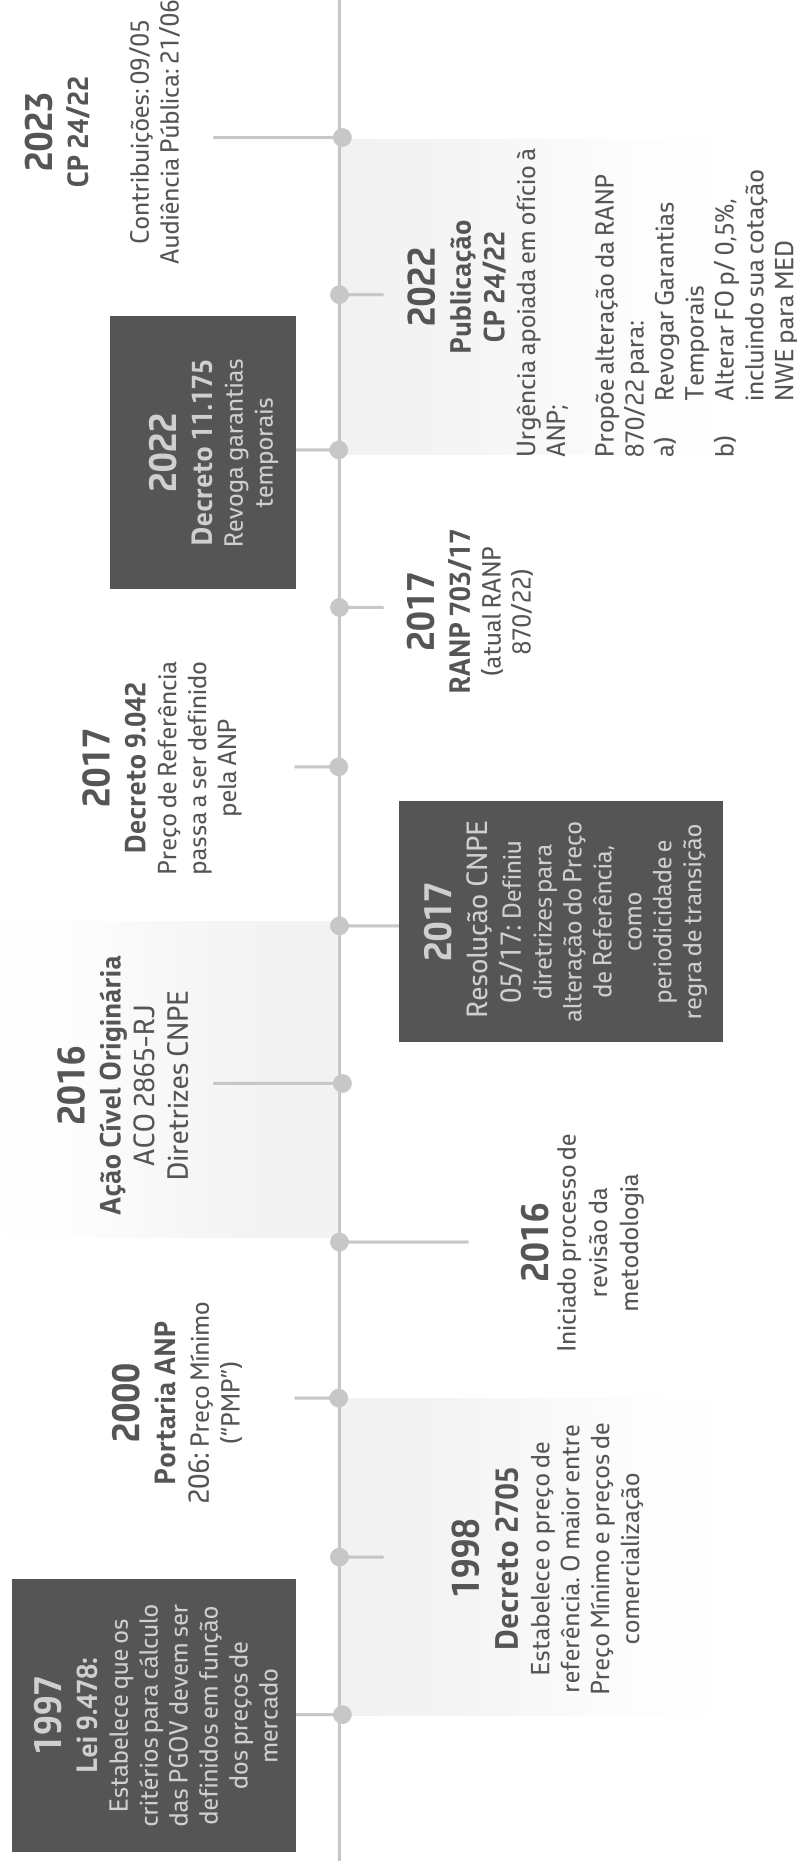 1997
Lei 9.478:
Estabelece que os
critérios para cálculo
das PGOV devem ser
definidos em função
dos preços de
mercado
1998
Decreto 2705
Estabelece o preço de
referência. O maior entre
Preço Mínimo e preços de
comercialização
2000
Portaria ANP
206: Preço Mínimo
("PMP")
2016
Iniciado processo de
revisão da
metodologia
2016
Ação Cível Originária
ACO 2865-RJ
Diretrizes CNPE
2017
Resolução CNPE
05/17: Definiu
diretrizes para
alteração do Preço
de Referência,
como
periodicidade e
regra de transição
2017
Decreto 9.042
Preço de Referência
passa a ser definido
pela ANP
2017
RANP 703/17
(atual RANP
870/22)
2022
Decreto 11.175
Revoga garantias
temporais
2022
Publicação
CP 24/22
Urgência apoiada em ofício à
ANP;
Propõe alteração da RANP
870/22 para:
a) Revogar Garantias
Temporais
b) Alterar FO p/ 0,5%,
incluindo sua cotação
NWE para MED
2023
CP 24/22
Contribuições: 09/05
Audiência Pública: 21/06